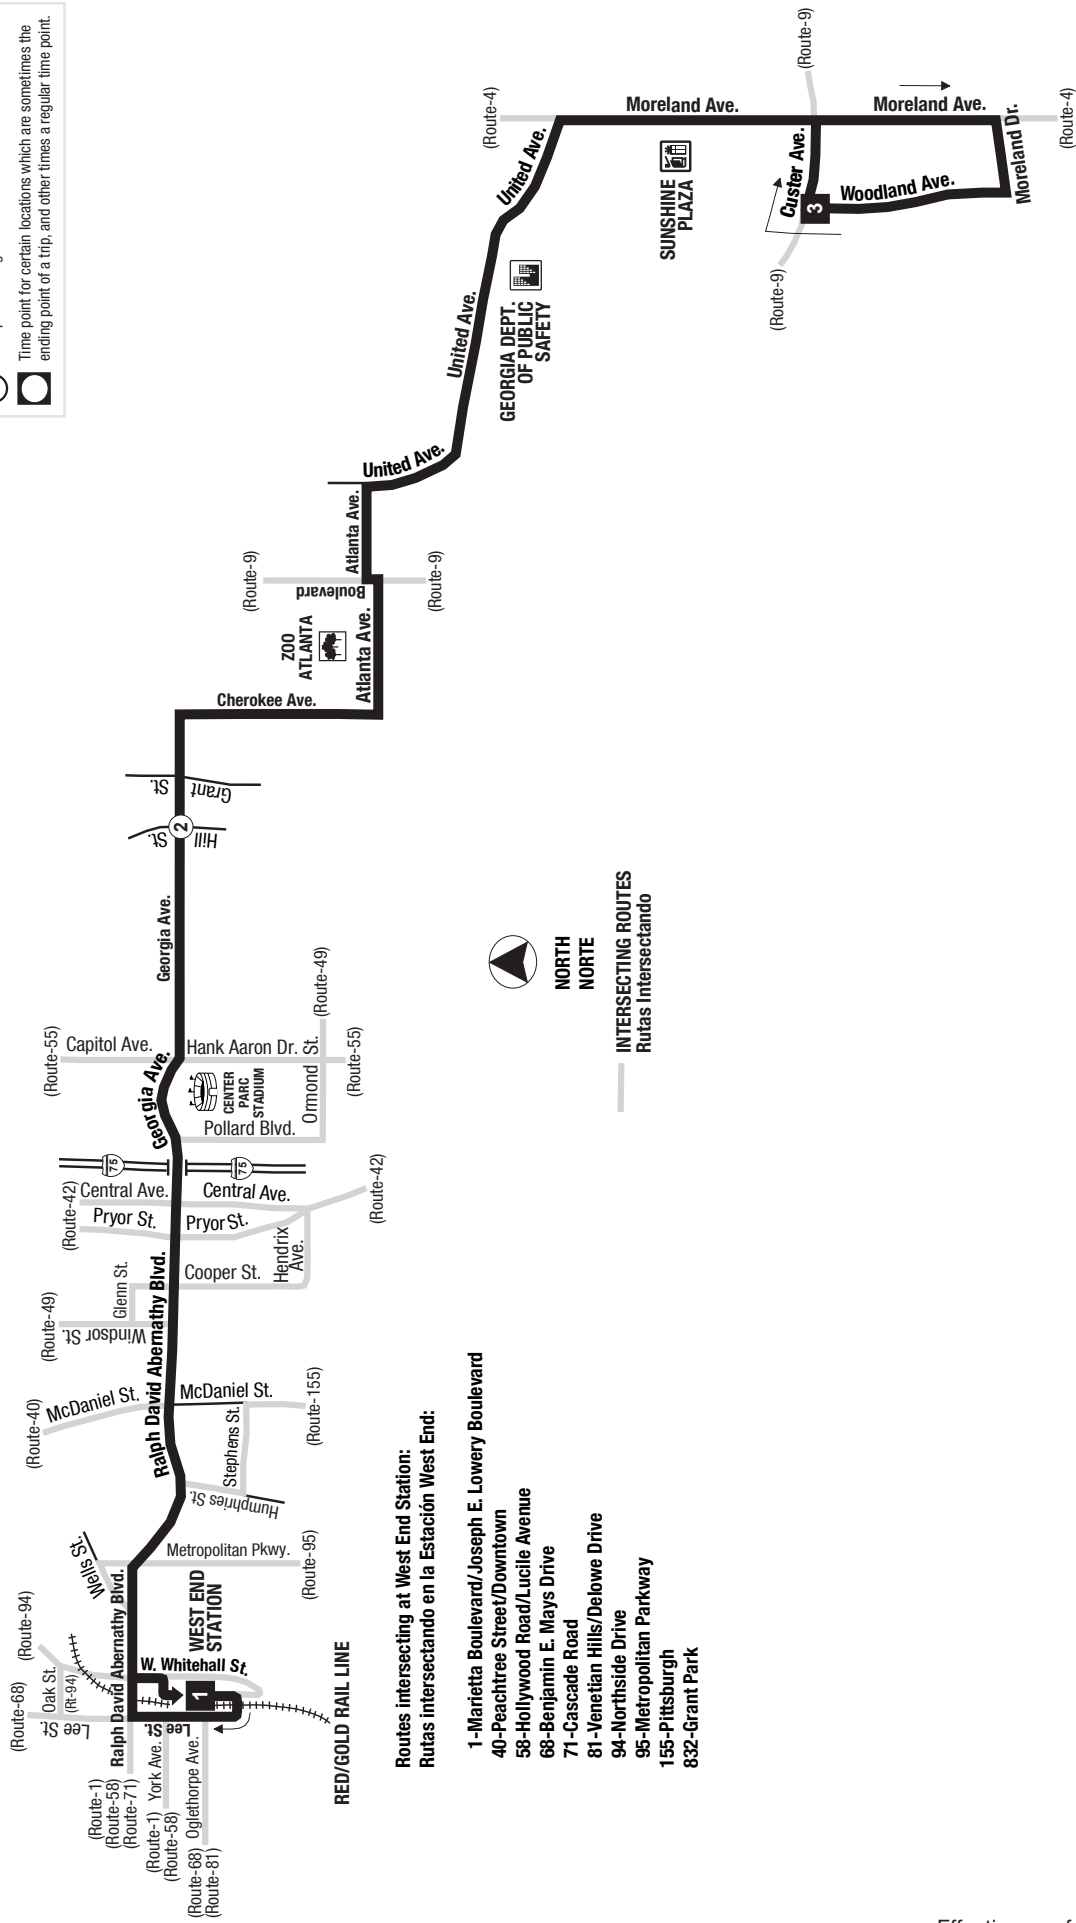 Time point for certain locations which are sometimes the
ending point of a trip, and other times a regular time point.
(Route-68)
(Route-94)
Lee St.
Oak St.
(Rt-94)
Wells St.
Ralph David Abernathy Blvd.
(Route-1)
(Route-58)
(Route-71)
York Ave.
(Route-1)
(Route-58)
Oglethorpe Ave.
(Route-68)
(Route-81)
Lee St.
W. Whitehall St.
1
WEST END
STATION
RED/GOLD RAIL LINE
Metropolitan Pkwy.
(Route-95)
Humphries St.
Stephens St.
(Route-40)
McDaniel St.
McDaniel St.
(Route-155)
Ralph David Abernathy Blvd.
(Route-49)
Windsor St.
Glenn St.
Cooper St.
Hendrix
Ave.
(Route-42)
Pryor St.
Pryor St.
Central Ave.
Central Ave.
(Route-42)
75
75
Georgia Ave.
Pollard Blvd.
CENTER
PARC
STADIUM
Ormond St.
(Route-49)
(Route-55)
Capitol Ave.
Hank Aaron Dr.
(Route-55)
Georgia Ave.
2
Hill
St.
Grant
St.
Cherokee Ave.
ZOO
ATLANTA
Atlanta Ave.
(Route-9)
Boulevard
(Route-9)
Atlanta Ave.
United Ave.
United Ave.
GEORGIA DEPT.
OF PUBLIC
SAFETY
United Ave.
(Route-4)
Moreland Ave.
SUNSHINE
PLAZA
(Route-9)
Custer Ave.
3
(Route-9)
Moreland Ave.
Woodland Ave.
Moreland Dr.
(Route-4)
NORTH
NORTE
INTERSECTING ROUTES
Rutas Intersectando
Routes intersecting at West End Station:
Rutas intersectando en la Estación West End:
1-Marietta Boulevard/Joseph E. Lowery Boulevard
40-Peachtree Street/Downtown
58-Hollywood Road/Lucile Avenue
68-Benjamin E. Mays Drive
71-Cascade Road
81-Venetian Hills/Delowe Drive
94-Northside Drive
95-Metropolitan Parkway
155-Pittsburgh
832-Grant Park